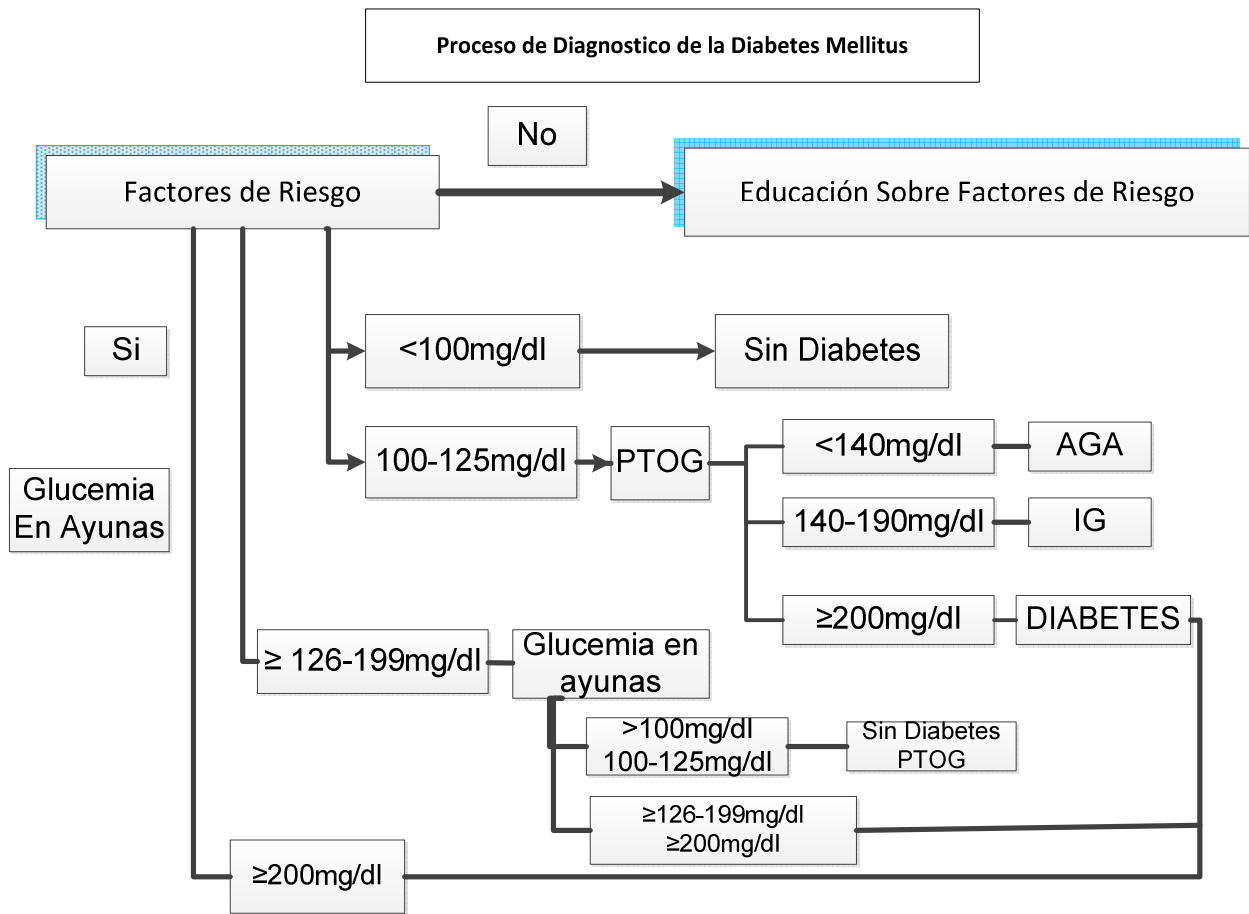 Proceso de Diagnostico de la Diabetes Mellitus
No
Factores de Riesgo
Educación Sobre Factores de Riesgo
Si
<100mg/dl
Sin Diabetes
Glucemia
En Ayunas
100-125mg/dl
PTOG
<140mg/dl
AGA
140-190mg/dl
IG
≥200mg/dl
DIABETES
≥ 126-199mg/dl
Glucemia en
ayunas
>100mg/dl
100-125mg/dl
Sin Diabetes
PTOG
≥126-199mg/dl
≥200mg/dl
≥200mg/dl